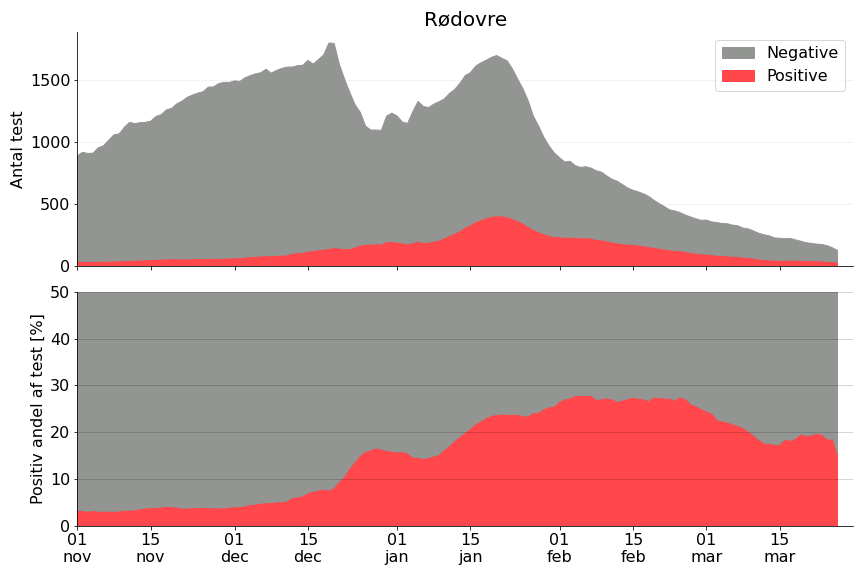 Rødovre
Antal test
1500
1000
500
0
Negative
Positive
Positiv andel af test [%]
50
40
30
20
10
0
01 15 01 15 01 15 01 15 01 15
nov nov dec dec jan jan feb feb mar mar